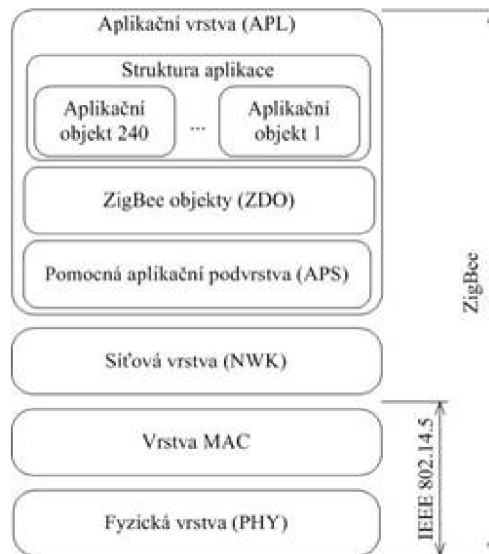 Aplikační vrstva (APL)
Struktura aplikace
Aplikační
objekt 240
...
Aplikační
objekt 1
ZigBee objekty (ZDO)
Pomocná aplikační podvrstva (APS)
Síťová vrstva (NWK)
Vrstva MAC
Fyzická vrstva (PHY)
IEEE 802.14.5
ZigBee